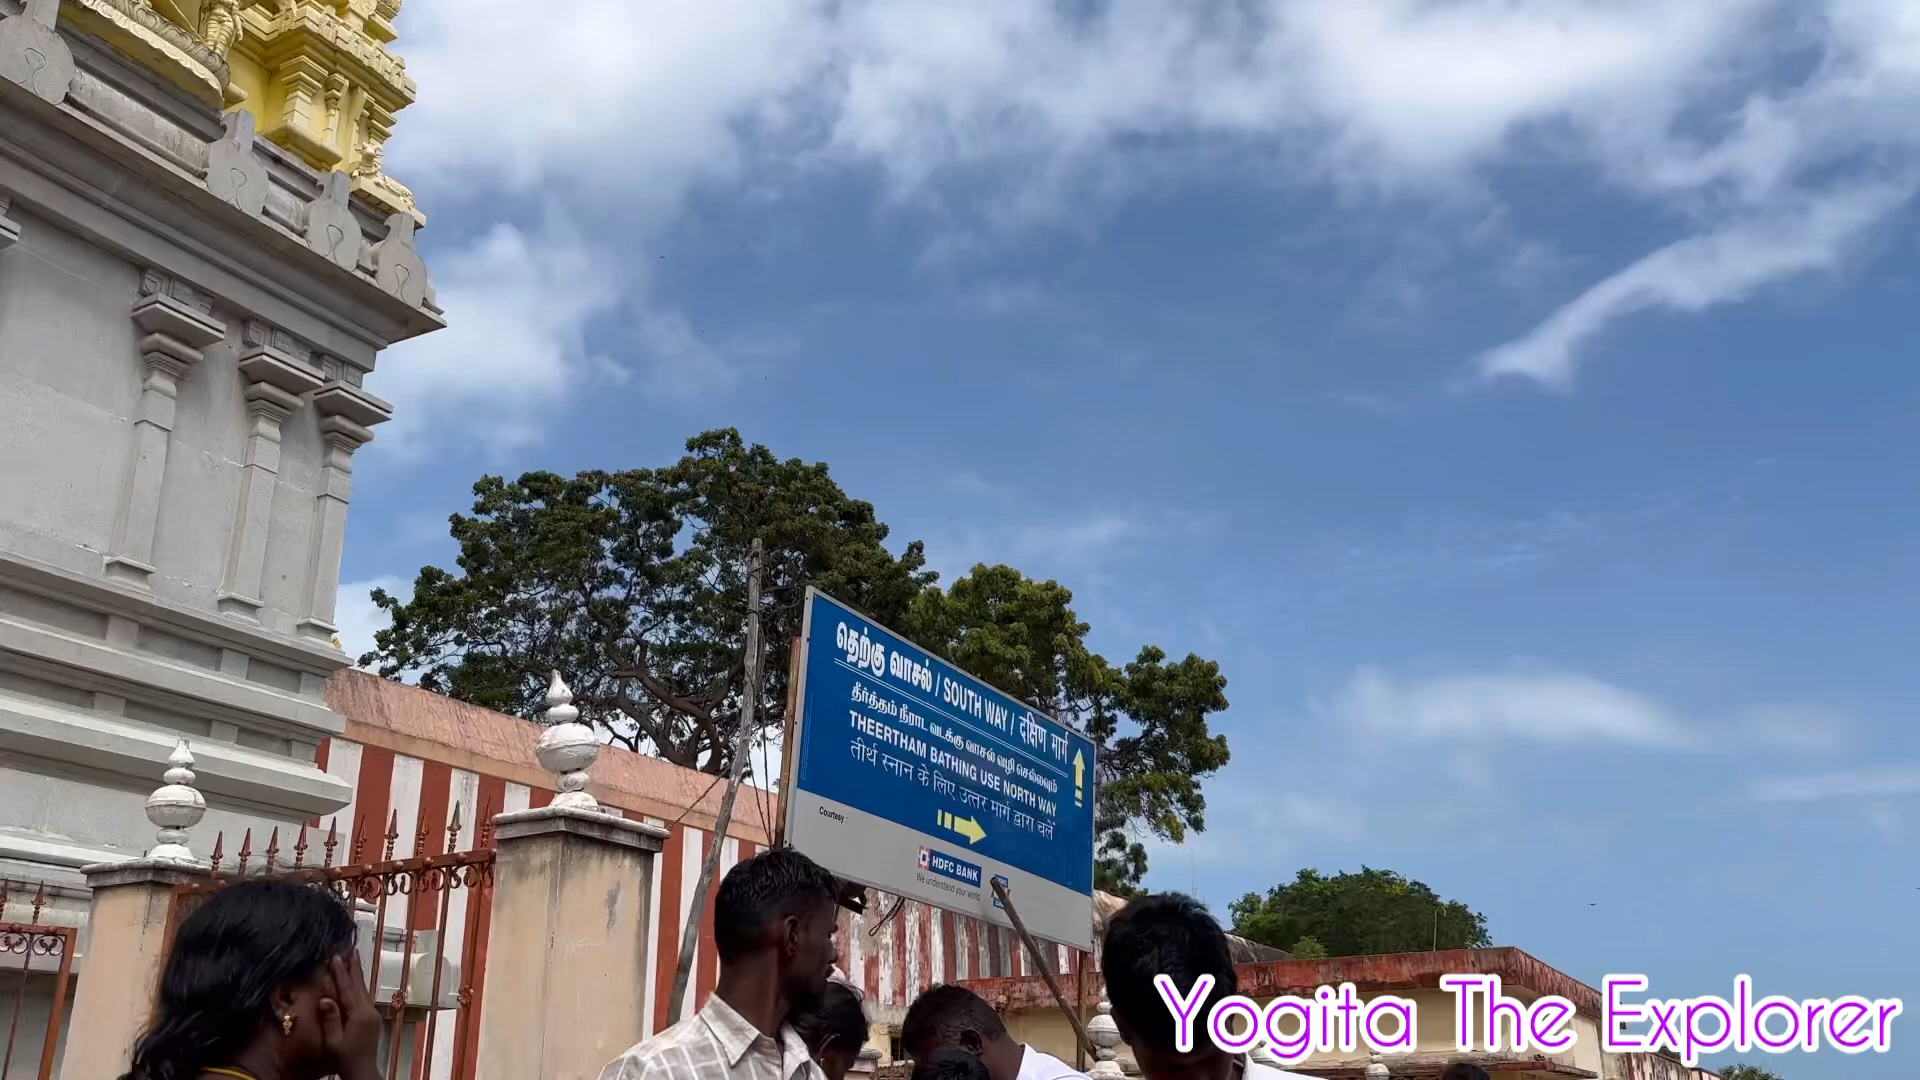 தெற்கு வாசல் / SOUTH WAY / दक्षिण मार्ग
தீர்த்தம் நீராட வடக்கு வாசல் வழி செல்லவும்
THEERTHAM BATHING USE NORTH WAY
तीर्थ स्नान के लिए उत्तर मार्ग द्वारा चलें
Courtesy :
HDFC BANK
We understand your world
Yogita The Explorer